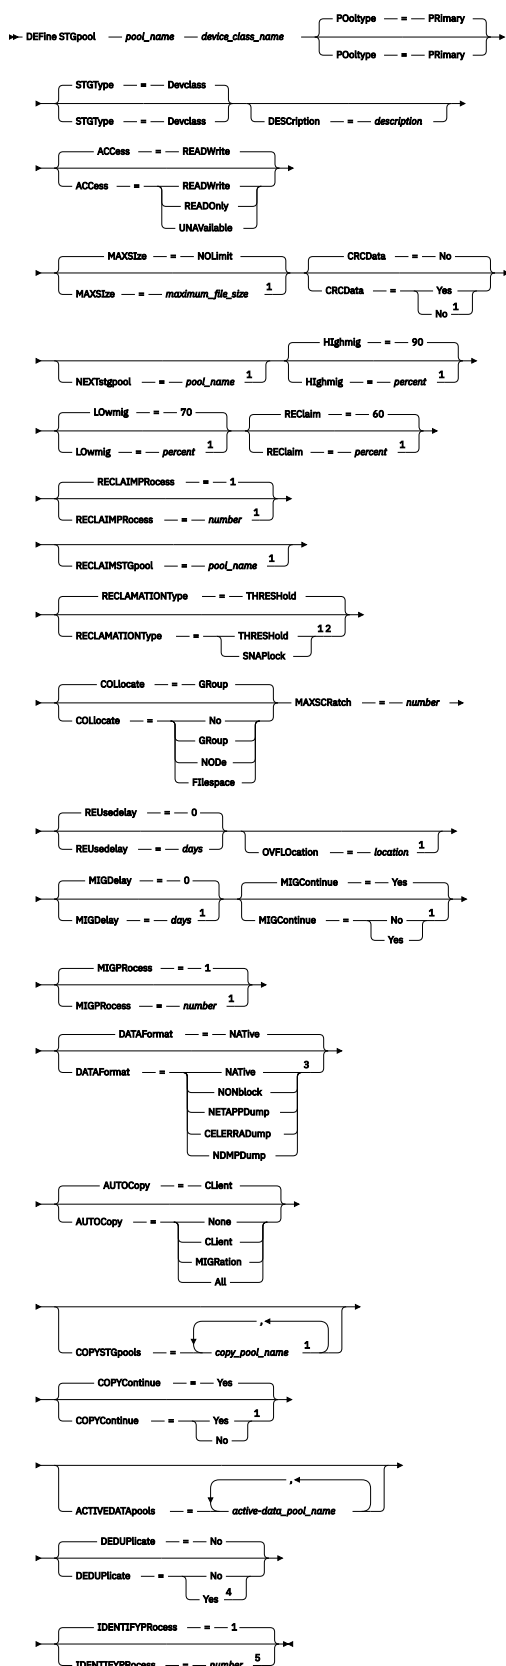 POoltype = PRimary
DEFine STGpool pool_name device_class_name
POoltype = PRimary
STGType = Devclass
STGType = Devclass
DESCription = description
ACCess = READWrite
ACCess = READWrite
READOnly
UNAVailable
MAXSIze = NOLimit
CRCData = No
MAXSIze = maximum_file_size 1
CRCData = Yes
No 1
HIghmig = 90
NEXTstgpool = pool_name 1
HIghmig = percent 1
LOwmig = 70
REClaim = 60
LOwmig = percent 1
REClaim = percent 1
RECLAIMPRocess = 1
RECLAIMPRocess = number 1
RECLAIMSTGpool = pool_name 1
RECLAMATIONType = THRESHold
RECLAMATIONType = THRESHold 1 2
SNAPlock
COLlocate = GRoup
MAXSCRatch = number
COLlocate = No
GRoup
NODe
FIlespace
REUsedelay = 0
REUsedelay = days
OVFLOcation = location 1
MIGDelay = 0
MIGContinue = Yes
MIGDelay = days 1
MIGContinue = No 1
Yes
MIGPRocess = 1
MIGPRocess = number 1
DATAFormat = NATive
DATAFormat = NATive 3
NONblock
NETAPPDump
CELERRADump
NDMPDump
AUTOCopy = CLient
AUTOCopy = None
CLient
MIGRation
All
,
COPYSTGpools = copy_pool_name 1
COPYContinue = Yes
COPYContinue = Yes 1
No
,
ACTIVEDATApools = active-data_pool_name
DEDUPlicate = No
DEDUPlicate = No
Yes 4
IDENTIFYPRocess = 1
IDENTIFYPRocess = number 5